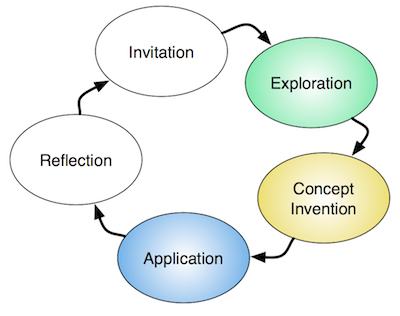 Invitation
Exploration
Concept
Invention
Application
Reflection